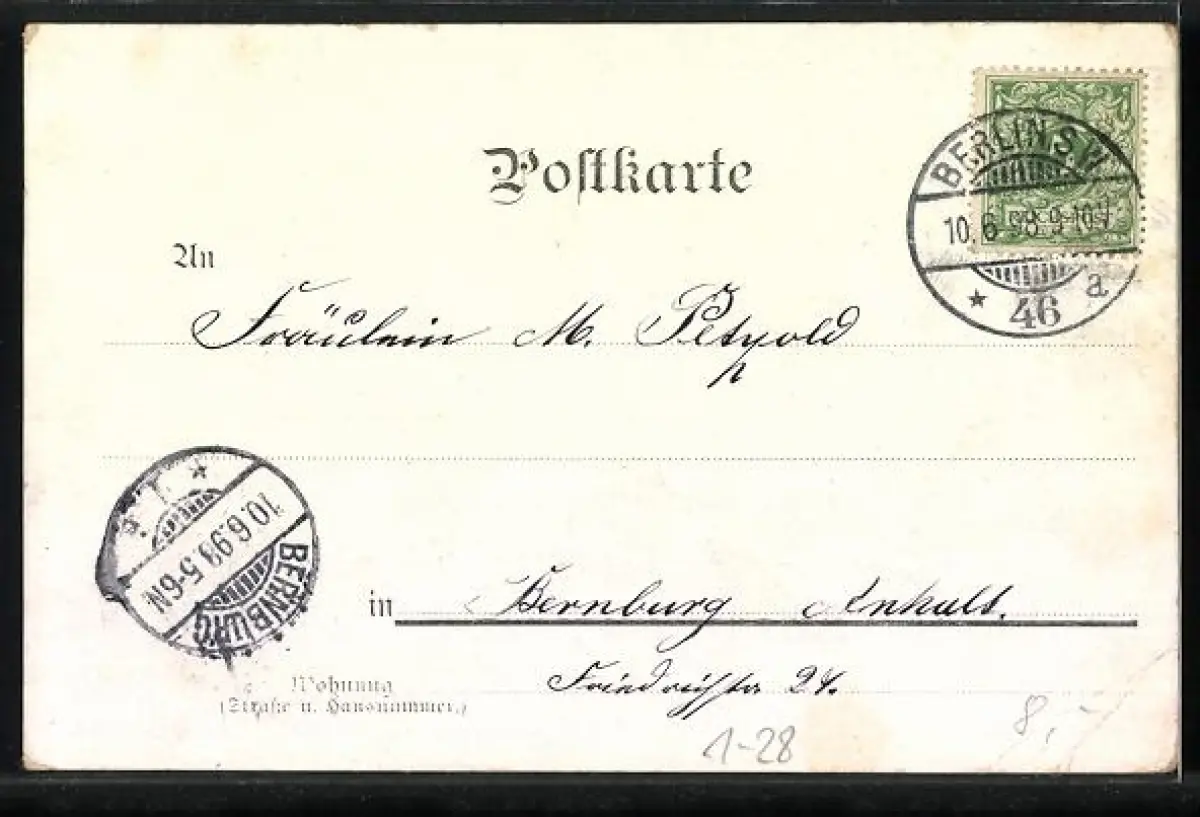 Postkarte
BERLIN S.W.
10.6.98.9-10V
* 46 a
An
Fräulein M. Petzold
*
10.6.98.5-6N
BERNBURG
in Bernburg Anhalt.
Wohnung
(Straße u. Hausnummer.)
Friedrichstr 24.
1-28
8,-